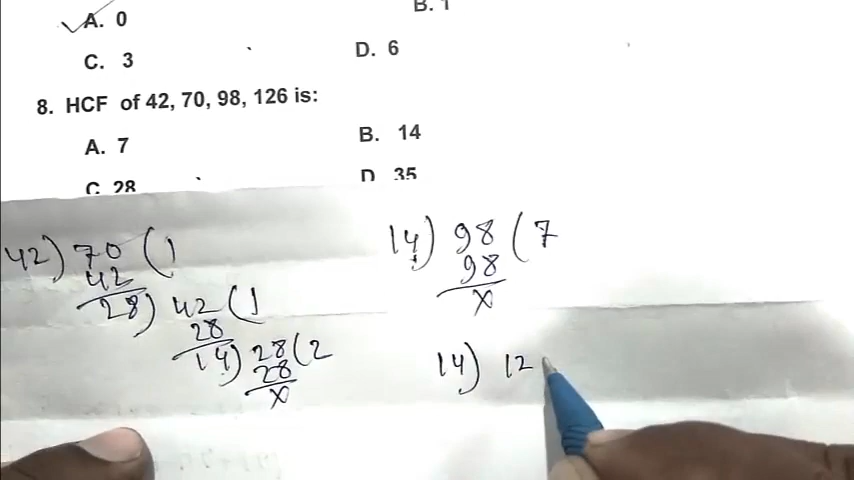 A. 0
B. 1
C. 3
D. 6
8. HCF of 42, 70, 98, 126 is:
A. 7
B. 14
C 28
D 35
42) 70 (1
42
28) 42 (1
28
14) 28 (2
28
x
14) 98 (7
98
x
14) 12